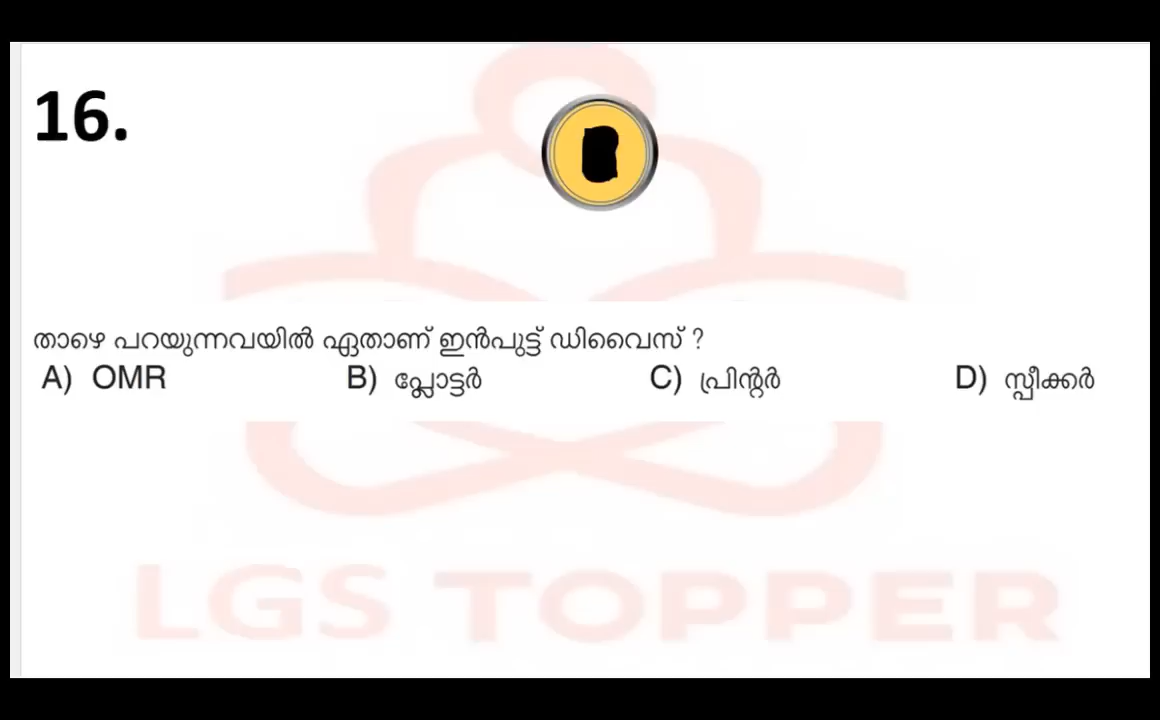 16.
താഴെ പറയുന്നവയിൽ ഏതാണ് ഇൻപുട്ട് ഡിവൈസ് ?
A) OMR B) പ്ലോട്ടർ C) പ്രിന്റർ D) സ്പീക്കർ
LGS TOPPER